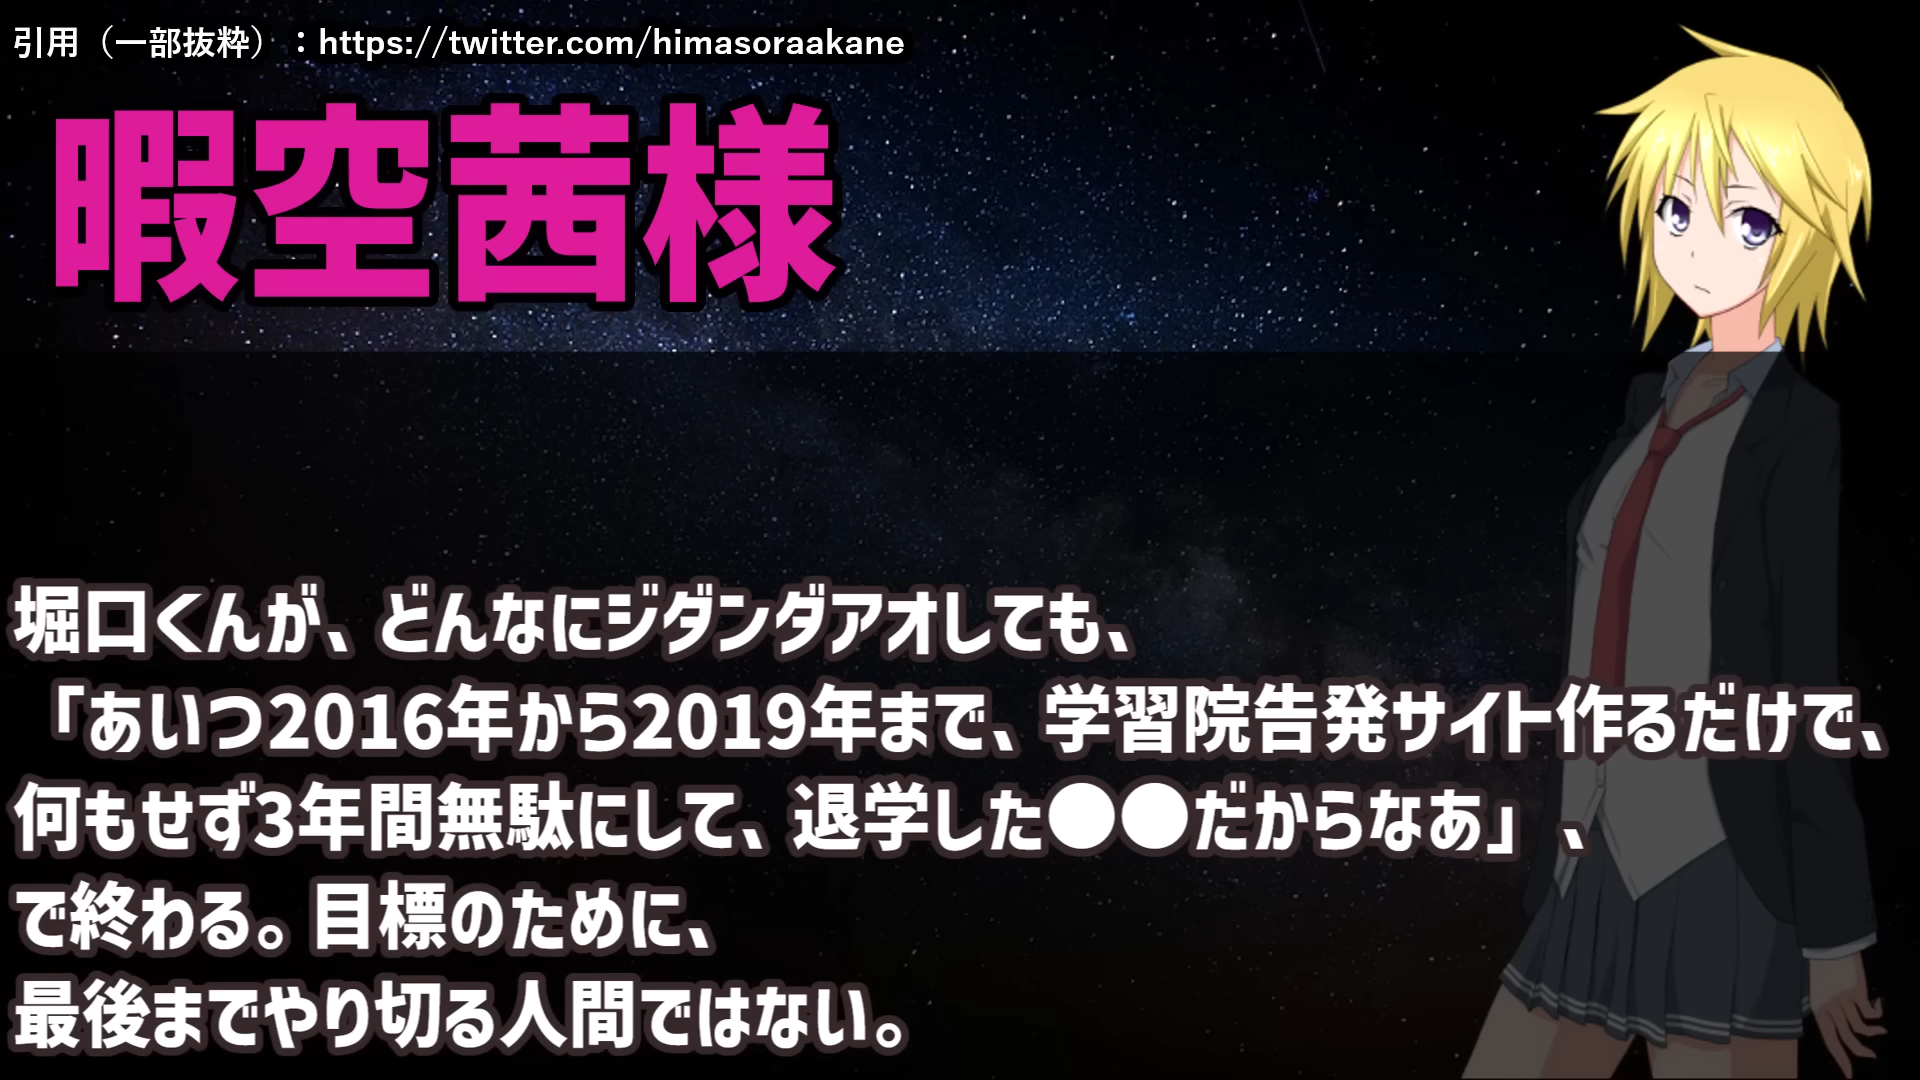 引用（一部抜粋）：https://twitter.com/himasoraakane
暇空茜様
堀口くんが、どんなにジダンダアオしても、
「あいつ2016年から2019年まで、学習院告発サイト作るだけで、
何もせず3年間無駄にして、退学した●●だからなあ」、
で終わる。目標のために、
最後までやり切る人間ではない。